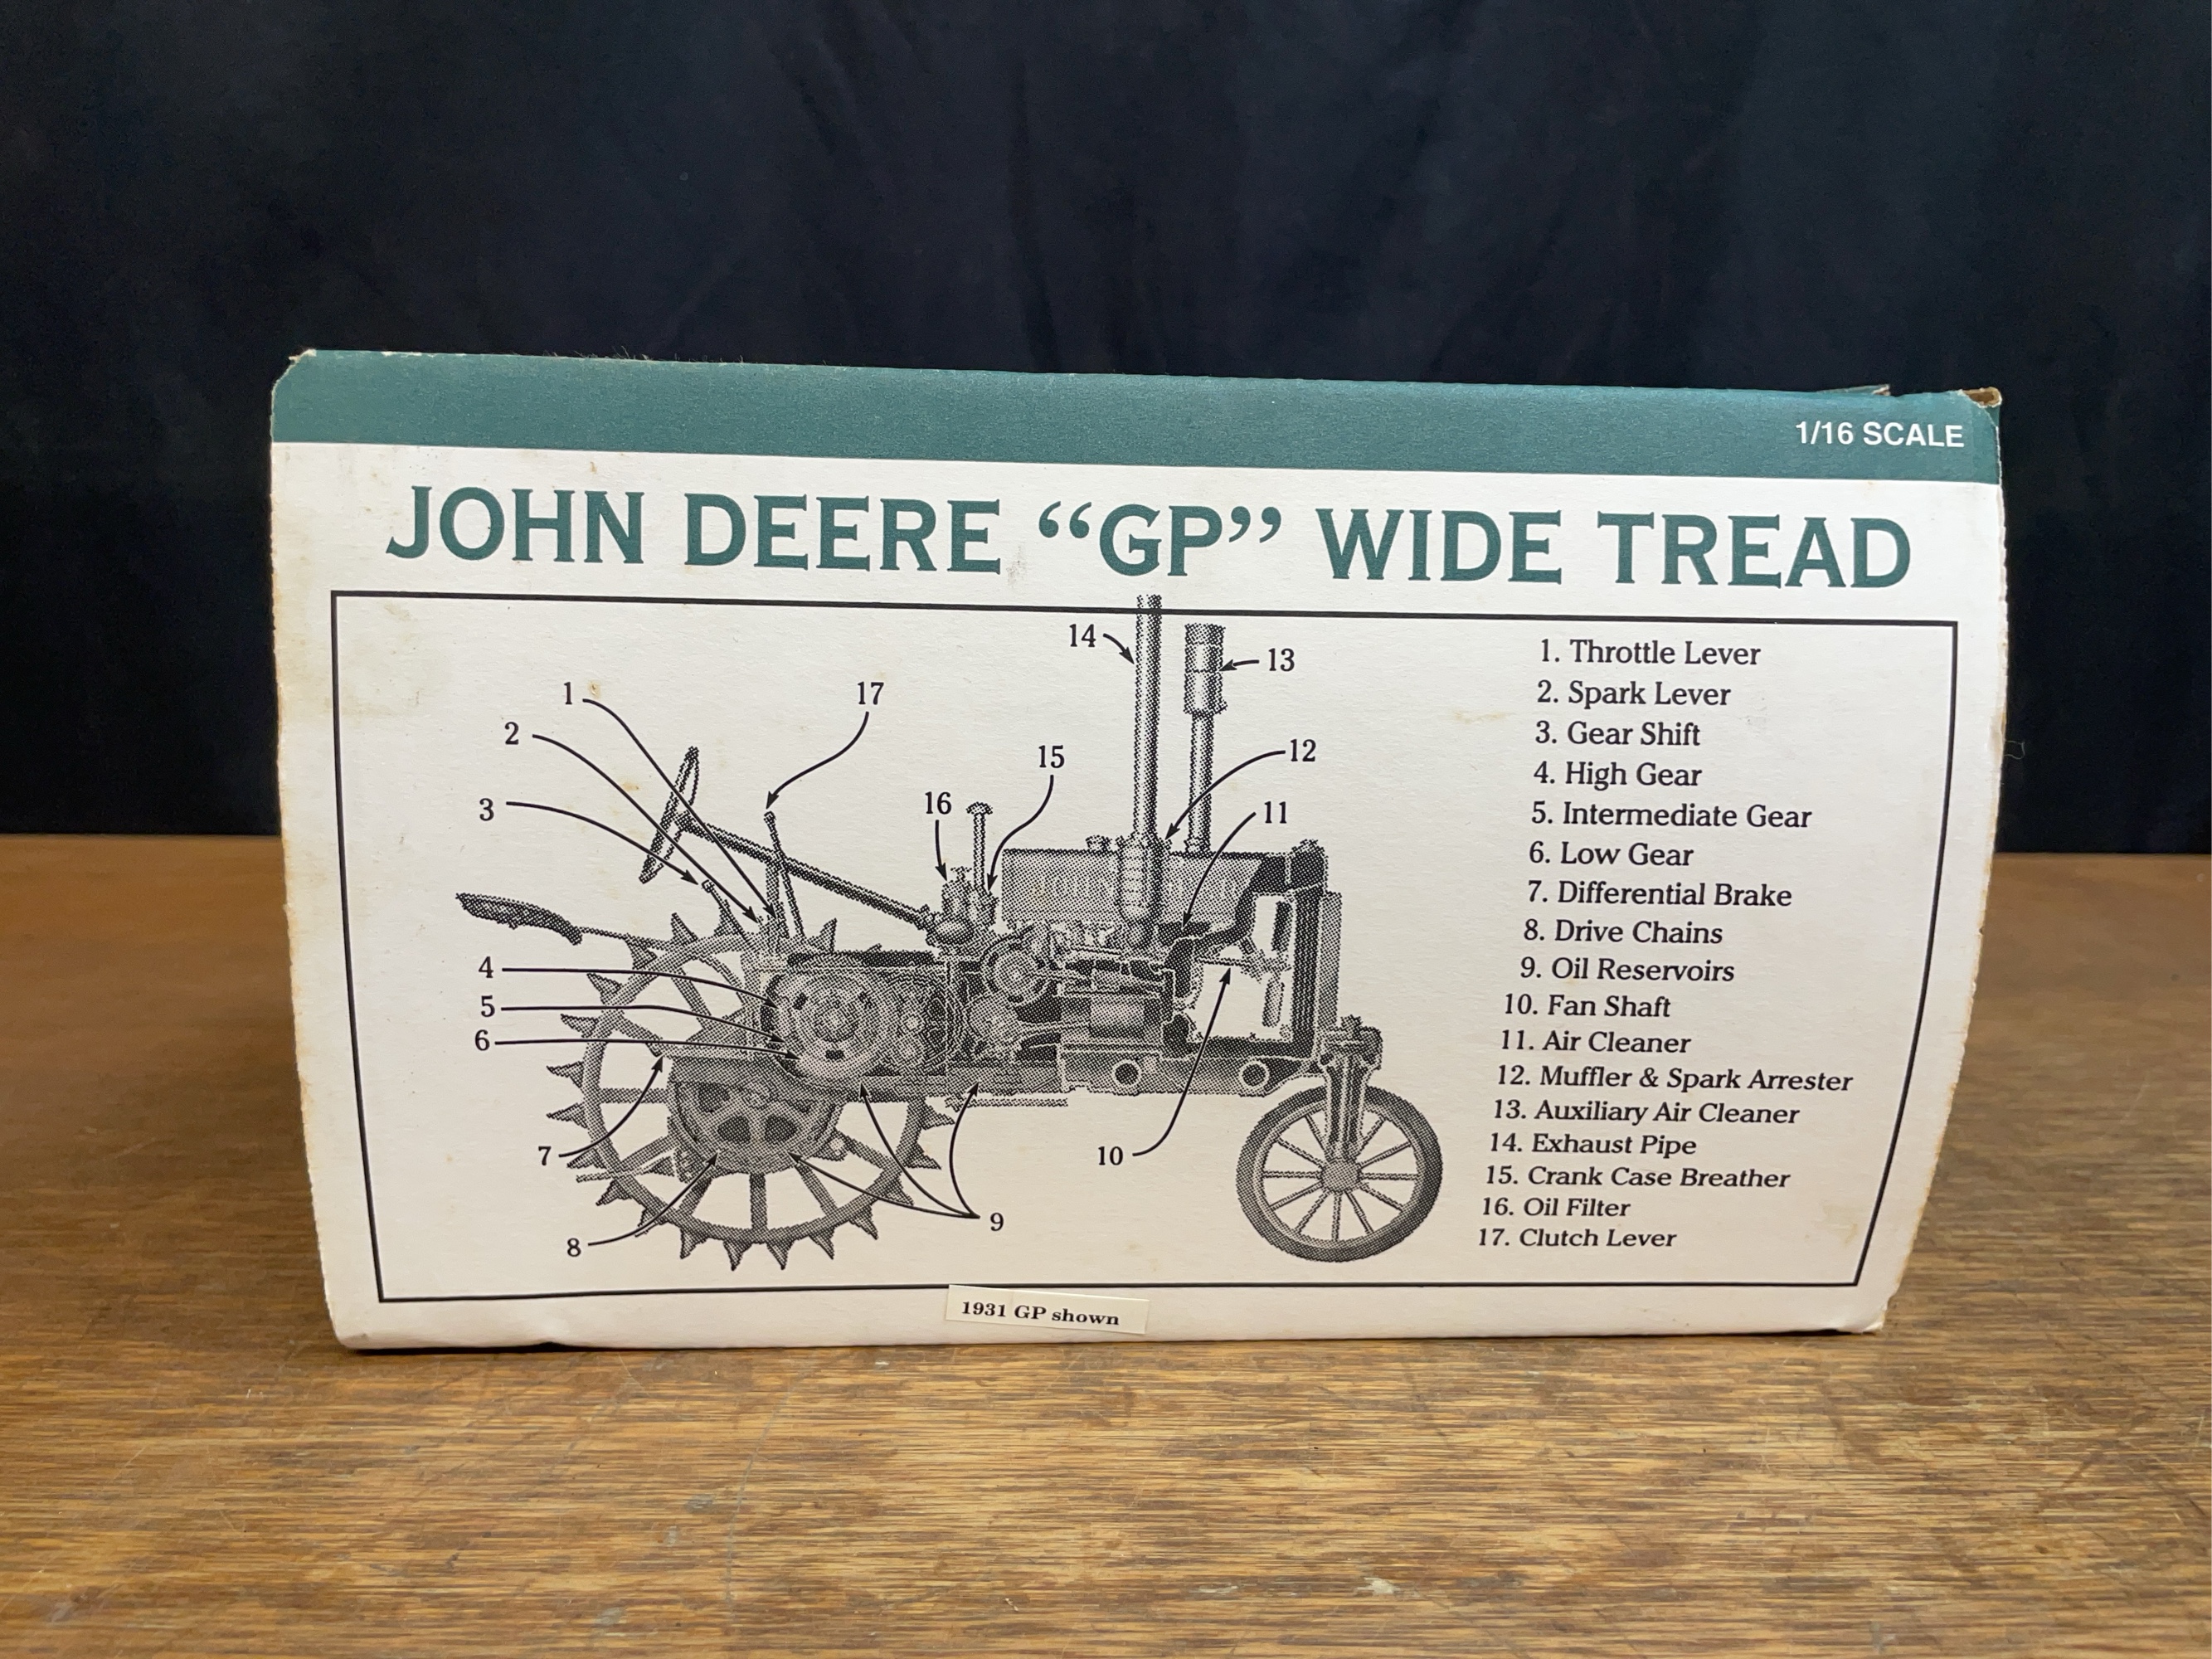 1/16 SCALE
JOHN DEERE “GP” WIDE TREAD
14
13
1
17
2
15
12
3
16
11
4
5
6
7
10
9
8
1. Throttle Lever
2. Spark Lever
3. Gear Shift
4. High Gear
5. Intermediate Gear
6. Low Gear
7. Differential Brake
8. Drive Chains
9. Oil Reservoirs
10. Fan Shaft
11. Air Cleaner
12. Muffler & Spark Arrester
13. Auxiliary Air Cleaner
14. Exhaust Pipe
15. Crank Case Breather
16. Oil Filter
17. Clutch Lever
JOHN
1931 GP shown